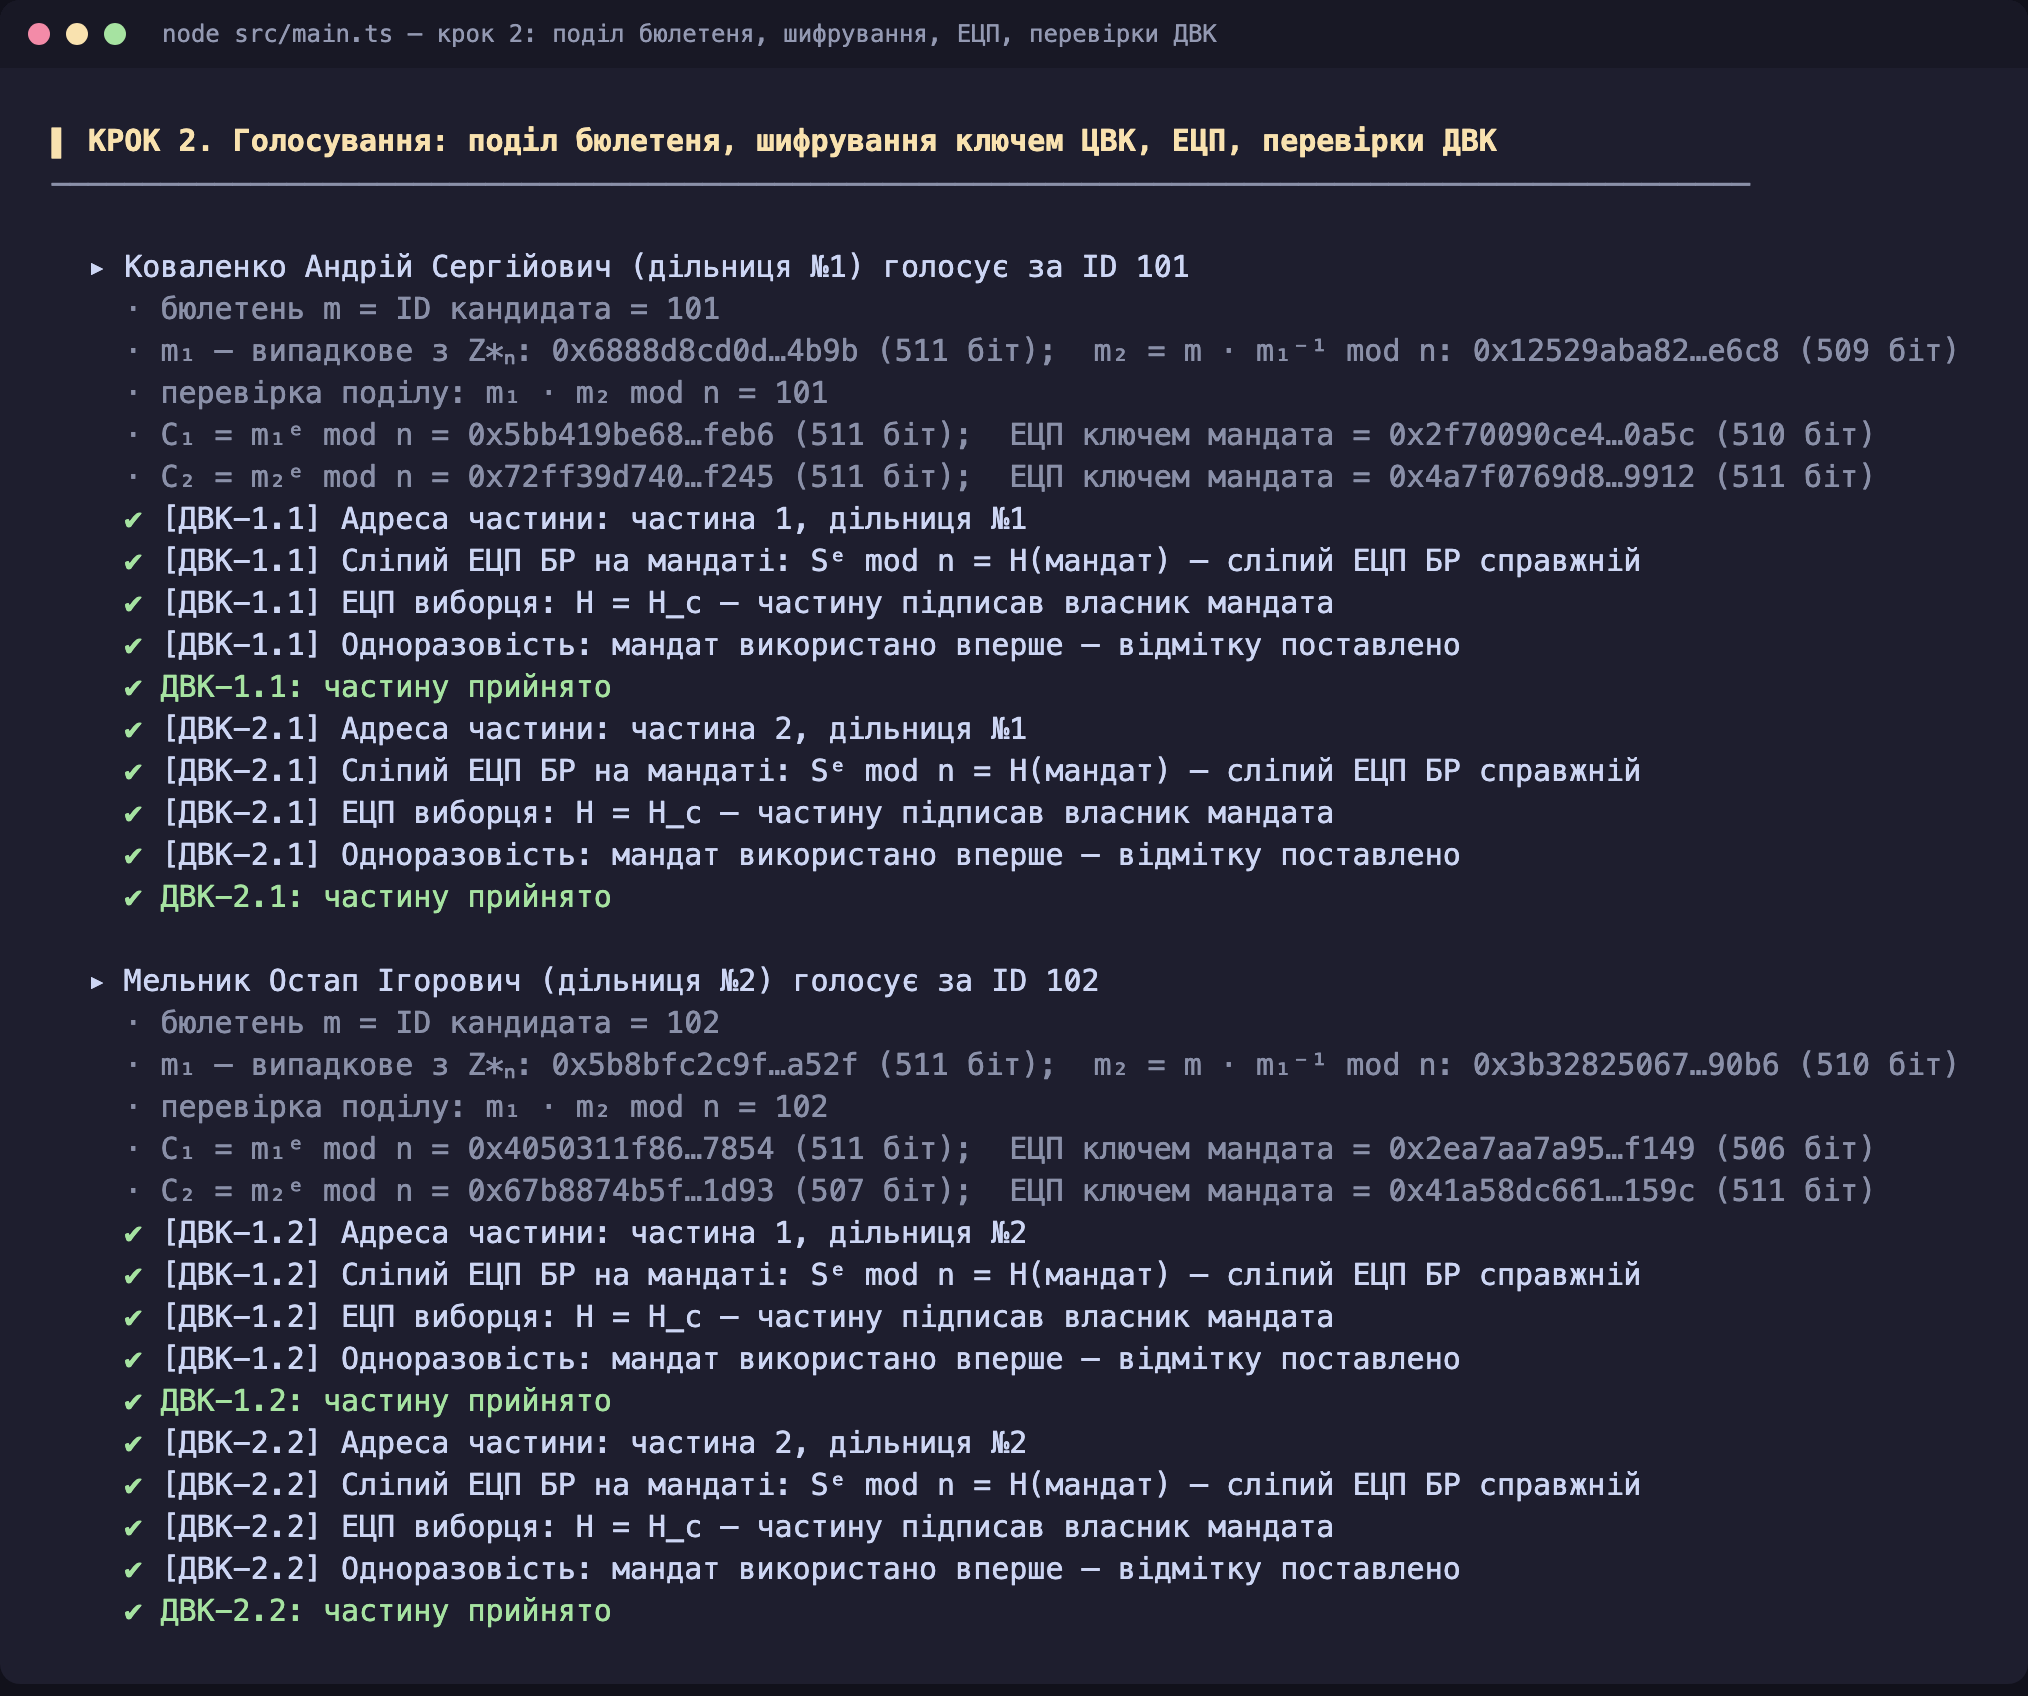 node src/main.ts — крок 2: поділ бюлетеня, шифрування, ЕЦП, перевірки ДВК
КРОК 2. Голосування: поділ бюлетеня, шифрування ключем ЦВК, ЕЦП, перевірки ДВК
▸ Коваленко Андрій Сергійович (дільниця №1) голосує за ID 101
· бюлетень m = ID кандидата = 101
· m₁ — випадкове з Z*ₙ: 0x6888d8cd0d…4b9b (511 біт);  m₂ = m · m₁⁻¹ mod n: 0x12529aba82…e6c8 (509 біт)
· перевірка поділу: m₁ · m₂ mod n = 101
· C₁ = m₁ᵉ mod n = 0x5bb419be68…feb6 (511 біт);  ЕЦП ключем мандата = 0x2f70090ce4…0a5c (510 біт)
· C₂ = m₂ᵉ mod n = 0x72ff39d740…f245 (511 біт);  ЕЦП ключем мандата = 0x4a7f0769d8…9912 (511 біт)
✔ [ДВК-1.1] Адреса частини: частина 1, дільниця №1
✔ [ДВК-1.1] Сліпий ЕЦП БР на мандаті: Sᵉ mod n = H(мандат) — сліпий ЕЦП БР справжній
✔ [ДВК-1.1] ЕЦП виборця: H = H_c — частину підписав власник мандата
✔ [ДВК-1.1] Одноразовість: мандат використано вперше — відмітку поставлено
✔ ДВК-1.1: частину прийнято
✔ [ДВК-2.1] Адреса частини: частина 2, дільниця №1
✔ [ДВК-2.1] Сліпий ЕЦП БР на мандаті: Sᵉ mod n = H(мандат) — сліпий ЕЦП БР справжній
✔ [ДВК-2.1] ЕЦП виборця: H = H_c — частину підписав власник мандата
✔ [ДВК-2.1] Одноразовість: мандат використано вперше — відмітку поставлено
✔ ДВК-2.1: частину прийнято
▸ Мельник Остап Ігорович (дільниця №2) голосує за ID 102
· бюлетень m = ID кандидата = 102
· m₁ — випадкове з Z*ₙ: 0x5b8bfc2c9f…a52f (511 біт);  m₂ = m · m₁⁻¹ mod n: 0x3b32825067…90b6 (510 біт)
· перевірка поділу: m₁ · m₂ mod n = 102
· C₁ = m₁ᵉ mod n = 0x4050311f86…7854 (511 біт);  ЕЦП ключем мандата = 0x2ea7aa7a95…f149 (506 біт)
· C₂ = m₂ᵉ mod n = 0x67b8874b5f…1d93 (507 біт);  ЕЦП ключем мандата = 0x41a58dc661…159c (511 біт)
✔ [ДВК-1.2] Адреса частини: частина 1, дільниця №2
✔ [ДВК-1.2] Сліпий ЕЦП БР на мандаті: Sᵉ mod n = H(мандат) — сліпий ЕЦП БР справжній
✔ [ДВК-1.2] ЕЦП виборця: H = H_c — частину підписав власник мандата
✔ [ДВК-1.2] Одноразовість: мандат використано вперше — відмітку поставлено
✔ ДВК-1.2: частину прийнято
✔ [ДВК-2.2] Адреса частини: частина 2, дільниця №2
✔ [ДВК-2.2] Сліпий ЕЦП БР на мандаті: Sᵉ mod n = H(мандат) — сліпий ЕЦП БР справжній
✔ [ДВК-2.2] ЕЦП виборця: H = H_c — частину підписав власник мандата
✔ [ДВК-2.2] Одноразовість: мандат використано вперше — відмітку поставлено
✔ ДВК-2.2: частину прийнято